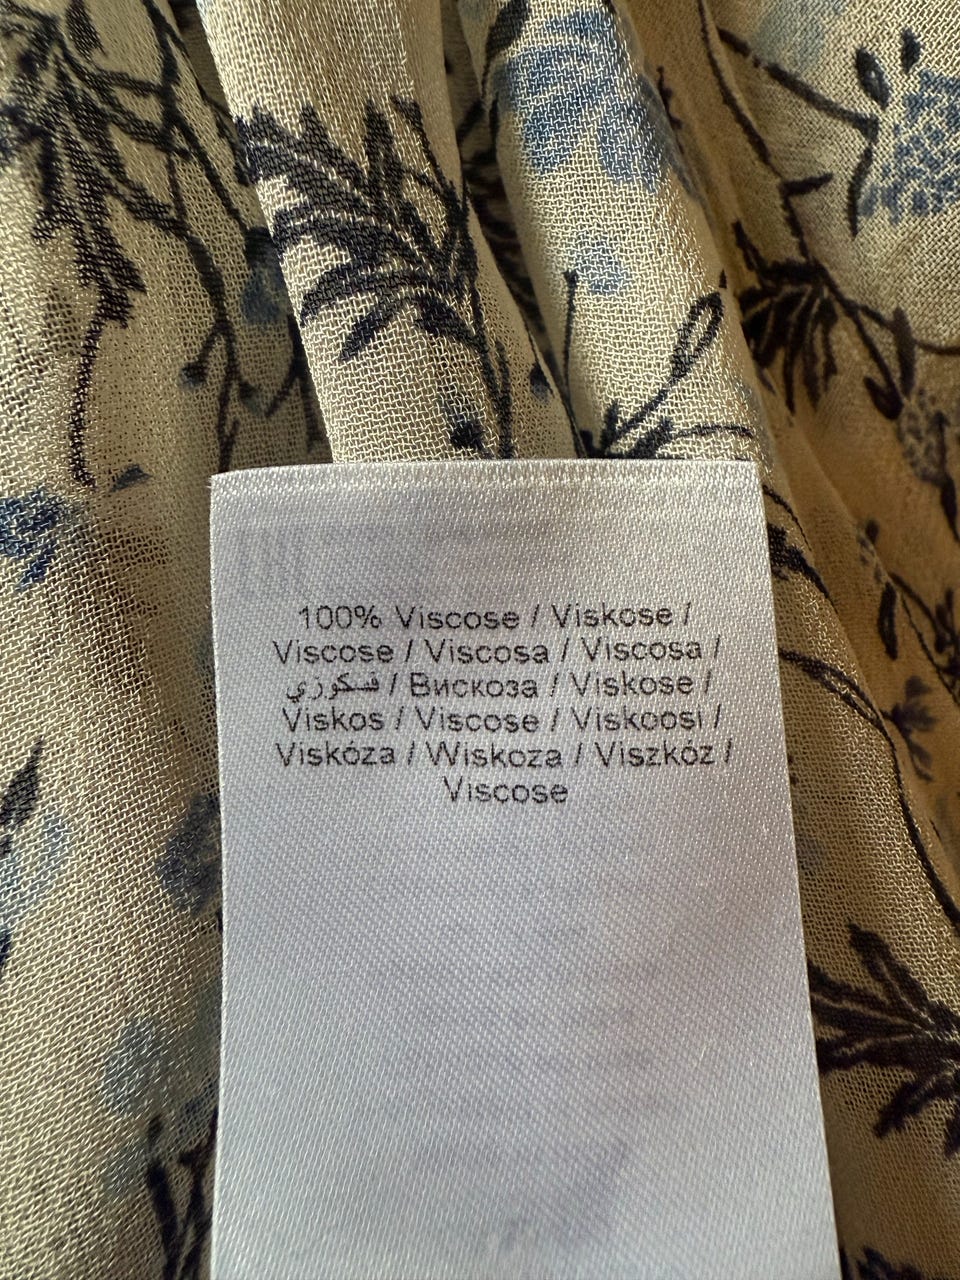 100% Viscose / Viskose /
Viscose / Viscosa / Viscosa /
فسكوزي / Вискоза / Viskose /
Viskos / Viscose / Viskoosi /
Viskóza / Wiskoza / Viszkóz /
Viscose